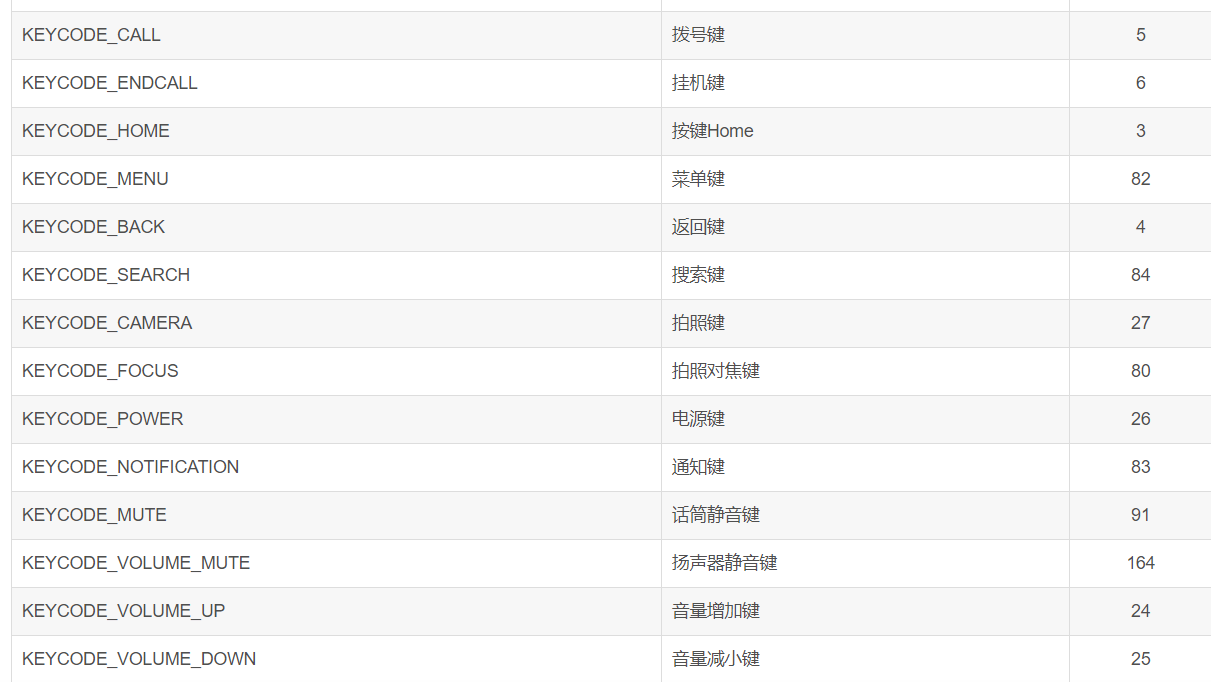 KEYCODE_CALL 拨号键 5
KEYCODE_ENDCALL 挂机键 6
KEYCODE_HOME 按键Home 3
KEYCODE_MENU 菜单键 82
KEYCODE_BACK 返回键 4
KEYCODE_SEARCH 搜索键 84
KEYCODE_CAMERA 拍照键 27
KEYCODE_FOCUS 拍照对焦键 80
KEYCODE_POWER 电源键 26
KEYCODE_NOTIFICATION 通知键 83
KEYCODE_MUTE 话筒静音键 91
KEYCODE_VOLUME_MUTE 扬声器静音键 164
KEYCODE_VOLUME_UP 音量增加键 24
KEYCODE_VOLUME_DOWN 音量减小键 25